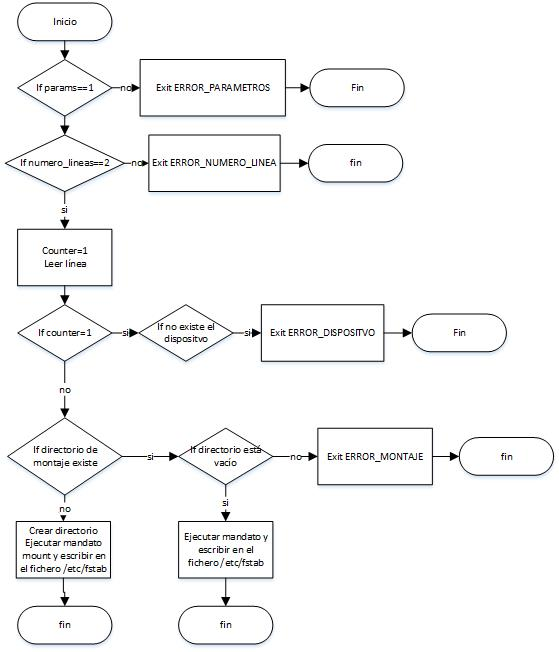 Inicio
If params==1
no
Exit ERROR_PARAMETROS
Fin
If numero_lineas==2
no
Exit ERROR_NUMERO_LINEA
fin
si
Counter=1
Leer línea
If counter=1
si
If no existe el
dispositvo
si
Exit ERROR_DISPOSITVO
Fin
no
If directorio de
montaje existe
si
If directorio está
vacío
no
Exit ERROR_MONTAJE
fin
no
si
Crear directorio
Ejecutar mandato
mount y escribir en
el fichero /etc/fstab
Ejecutar mandato y
escribir en el
fichero /etc/fstab
fin
fin